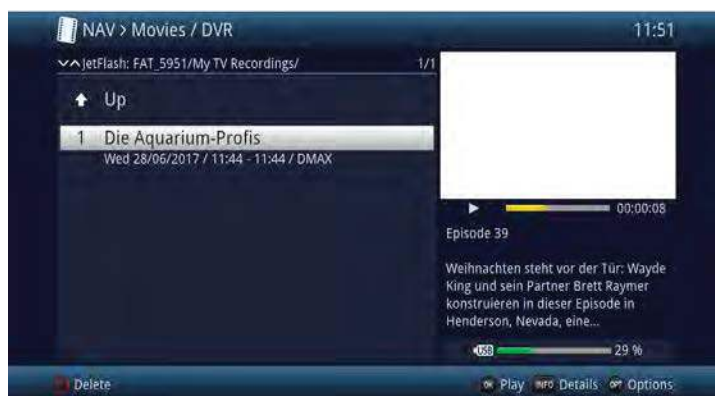 NAV > Movies / DVR
11:51
JetFlash: FAT_5951/My TV Recordings/
1/1
Up
1 Die Aquarium-Profis
Wed 28/06/2017 / 11:44 - 11:44 / DMAX
00:00:08
Episode 39
Weihnachten steht vor der Tür: Wayde
King und sein Partner Brett Raymer
konstruieren in dieser Episode in
Henderson, Nevada, eine...
USB
29 %
Delete
OK Play INFO Details OPT Options